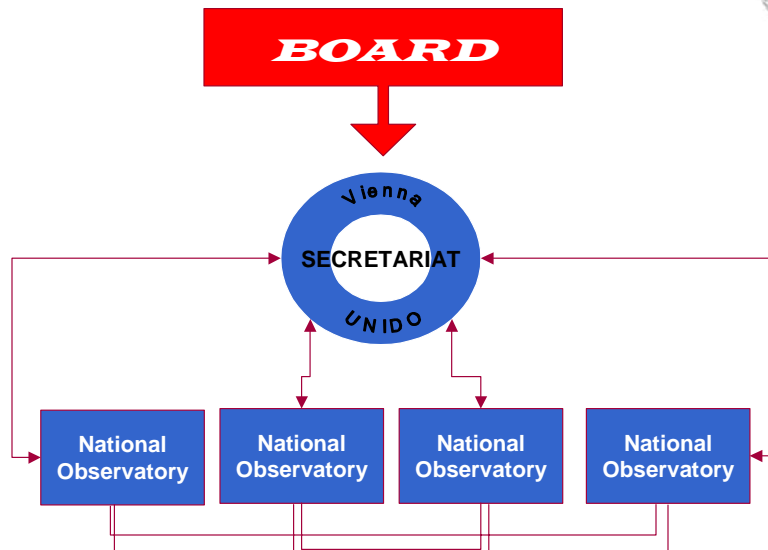 BOARD
Vienna
SECRETARIAT
UNIDO
National
Observatory
National
Observatory
National
Observatory
National
Observatory